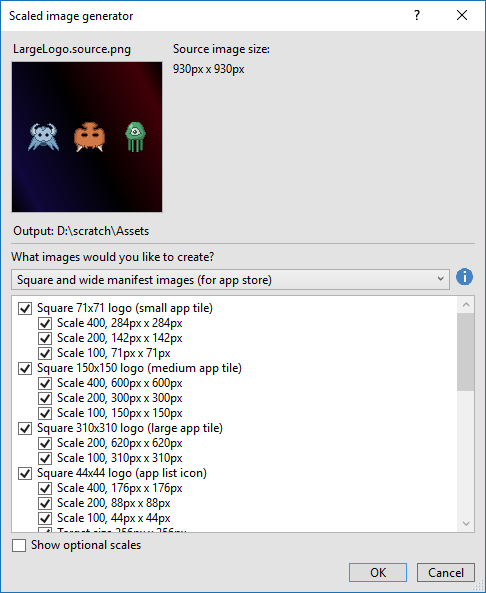 Scaled image generator
LargeLogo.source.png
Source image size:
930px x 930px
Output: D:\scratch\Assets
What images would you like to create?
Square and wide manifest images (for app store)
Square 71x71 logo (small app tile)
Scale 400, 284px x 284px
Scale 200, 142px x 142px
Scale 100, 71px x 71px
Square 150x150 logo (medium app tile)
Scale 400, 600px x 600px
Scale 200, 300px x 300px
Scale 100, 150px x 150px
Square 310x310 logo (large app tile)
Scale 200, 620px x 620px
Scale 100, 310px x 310px
Square 44x44 logo (app list icon)
Scale 400, 176px x 176px
Scale 200, 88px x 88px
Scale 100, 44px x 44px
Target size 256px x 256px
Show optional scales
OK Cancel